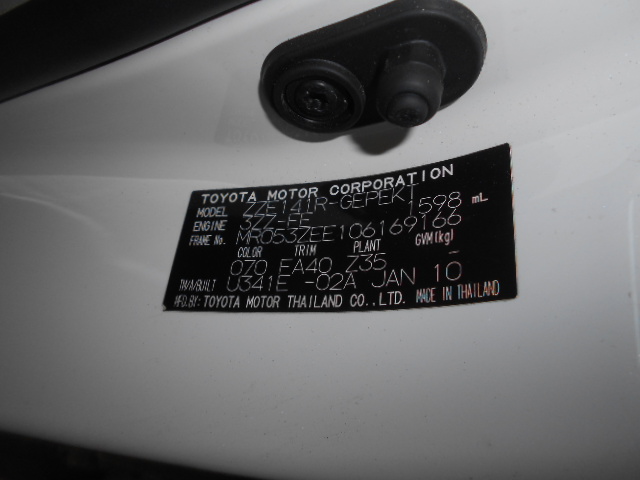 TOYOTA MOTOR CORPORATION
MODEL ZZE141R-GEPEKT
ENGINE 3ZZ-FE 1598 mL
FRAME No. MR053ZEE106169166
COLOR TRIM PLANT GVM(kg)
070 EA40 Z35 -
TM/A/BUILT U341E -02A JAN 10
MFD.BY: TOYOTA MOTOR THAILAND CO.,LTD. MADE IN THAILAND